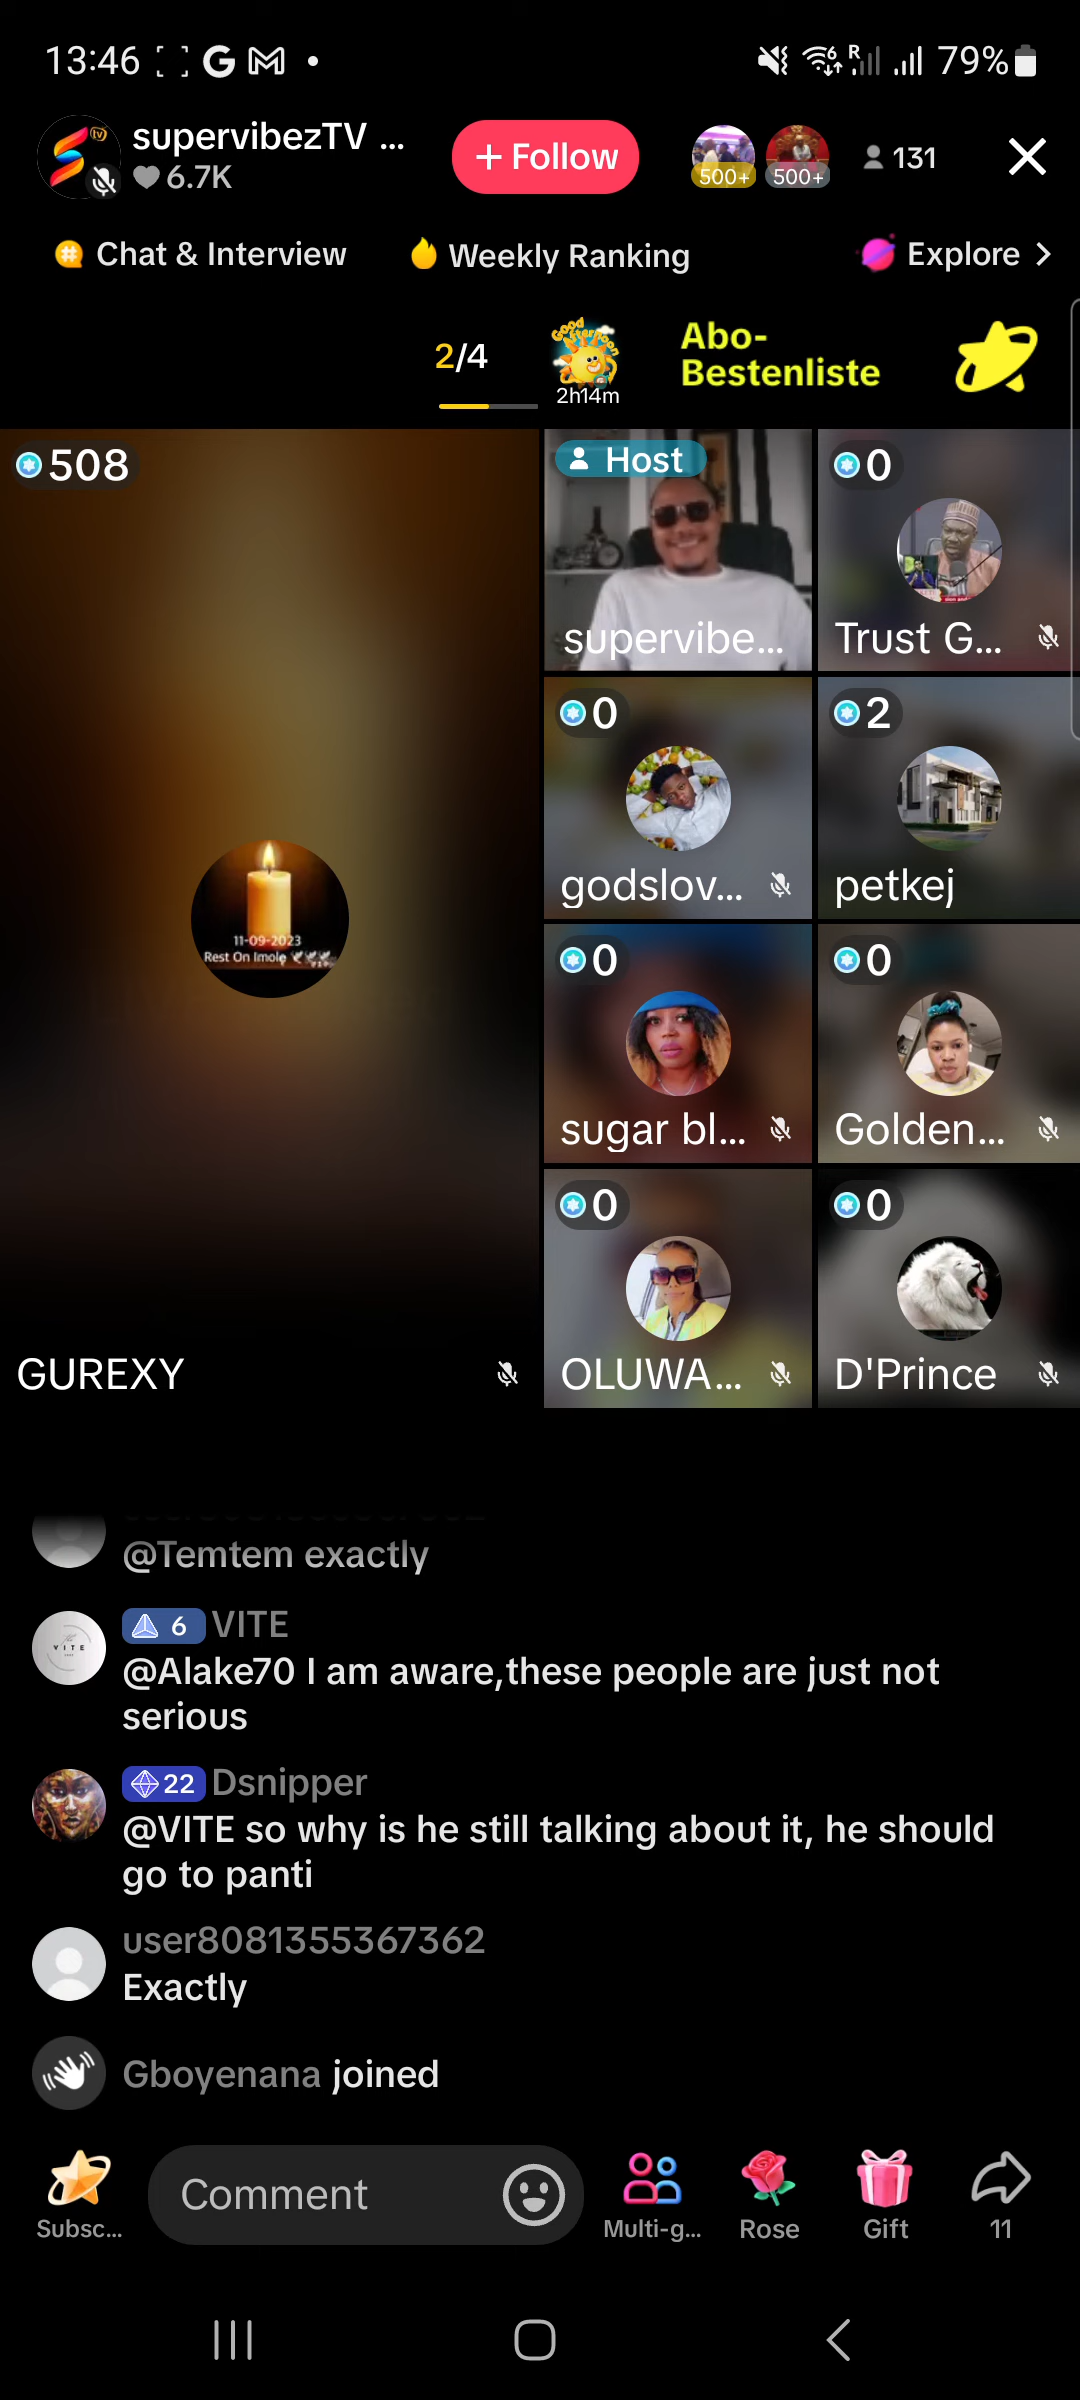 13:46
79%
supervibezTV ...
6.7K
+ Follow
500+
500+
131
Chat & Interview
Weekly Ranking
Explore >
2/4
Good Afternoon
2h14m
Abo-
Bestenliste
508
Host
0
supervibe...
Trust G...
0
2
godslov...
petkej
11-09-2023
Rest On Imole
0
0
sugar bl...
Golden...
0
0
GUREXY
OLUWA...
D'Prince
@Temtem exactly
6 VITE
@Alake70 I am aware,these people are just not
serious
22 Dsnipper
@VITE so why is he still talking about it, he should
go to panti
user8081355367362
Exactly
Gboyenana joined
Subsc...
Comment
Multi-g...
Rose
Gift
11